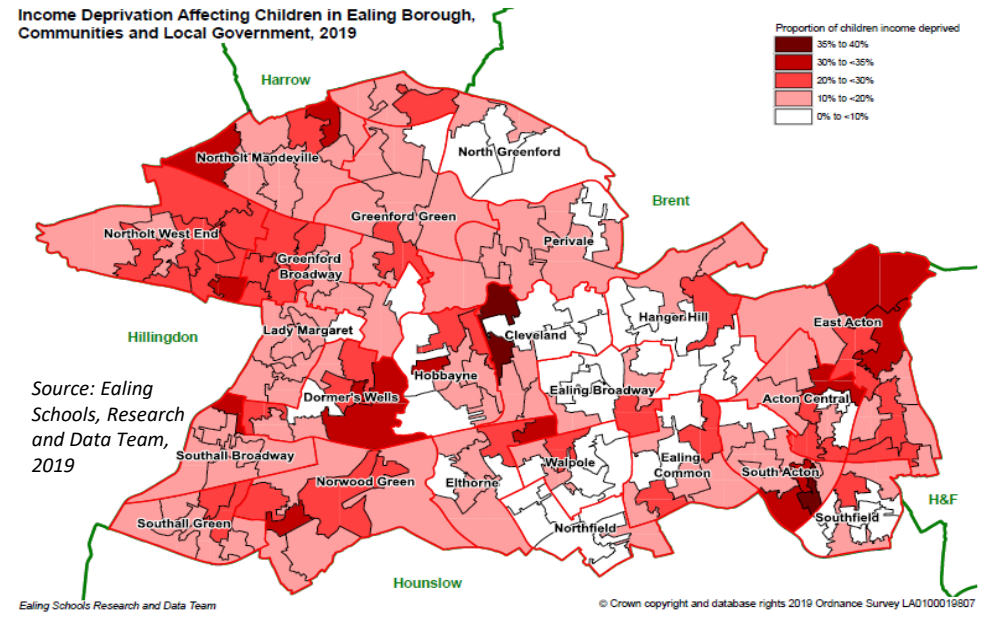 Income Deprivation Affecting Children in Ealing Borough,
Communities and Local Government, 2019
Proportion of children income deprived
35% to 40%
30% to <35%
20% to <30%
10% to <20%
0% to <10%
Harrow
North Greenford
Northolt Mandeville
Brent
Greenford Green
Northolt West End
Perivale
Greenford
Broadway
Hanger Hill
East Acton
Lady Margaret
Cleveland
Hillingdon
Hobbayne
Ealing Broadway
Dormer's Wells
Acton Central
Source: Ealing
Schools, Research
and Data Team,
2019
Southall Broadway
Walpole
Ealing
Common
South Acton
Norwood Green
Elthorne
H&F
Southall Green
Northfield
Southfield
Hounslow
Ealing Schools Research and Data Team
© Crown copyright and database rights 2019 Ordnance Survey LA0100019807